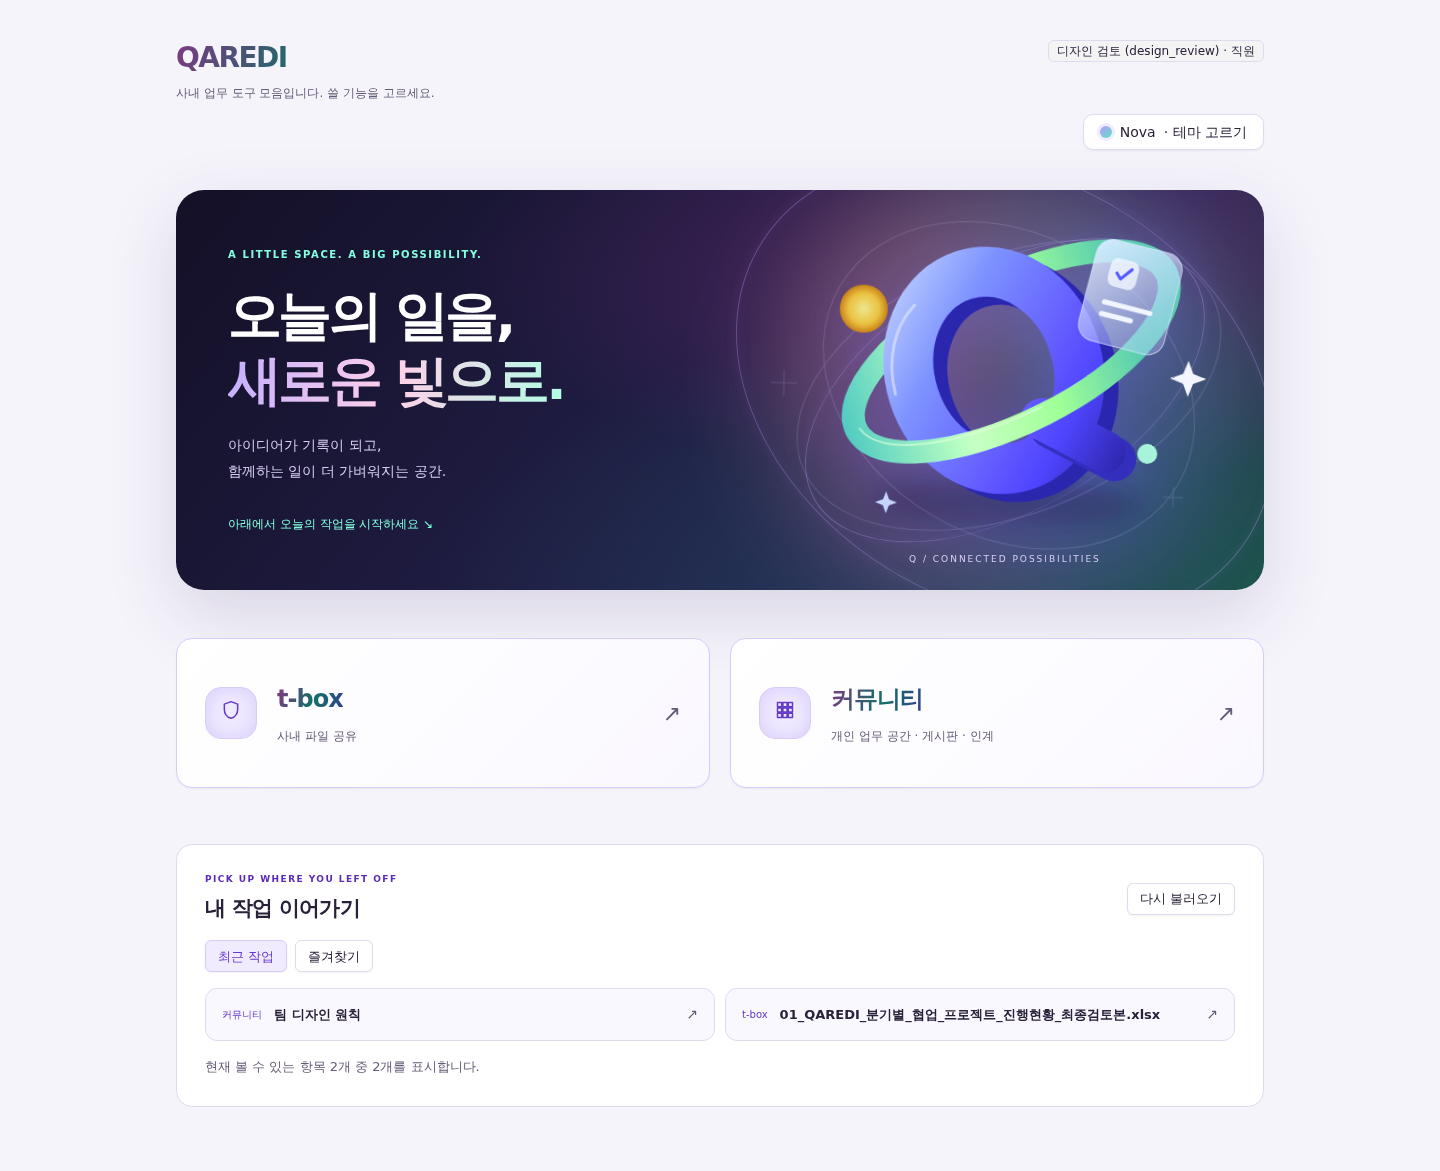 QAREDI
사내 업무 도구 모음입니다. 쓸 기능을 고르세요.
디자인 검토 (design_review) · 직원
Nova · 테마 고르기
A LITTLE SPACE. A BIG POSSIBILITY.
오늘의 일을,
새로운 빛으로.
아이디어가 기록이 되고,
함께하는 일이 더 가벼워지는 공간.
아래에서 오늘의 작업을 시작하세요 ↘
Q / CONNECTED POSSIBILITIES
t-box
사내 파일 공유
↗
커뮤니티
개인 업무 공간 · 게시판 · 인계
↗
PICK UP WHERE YOU LEFT OFF
내 작업 이어가기
다시 불러오기
최근 작업
즐겨찾기
커뮤니티 팀 디자인 원칙 ↗
t-box 01_QAREDI_분기별_협업_프로젝트_진행현황_최종검토본.xlsx ↗
현재 볼 수 있는 항목 2개 중 2개를 표시합니다.